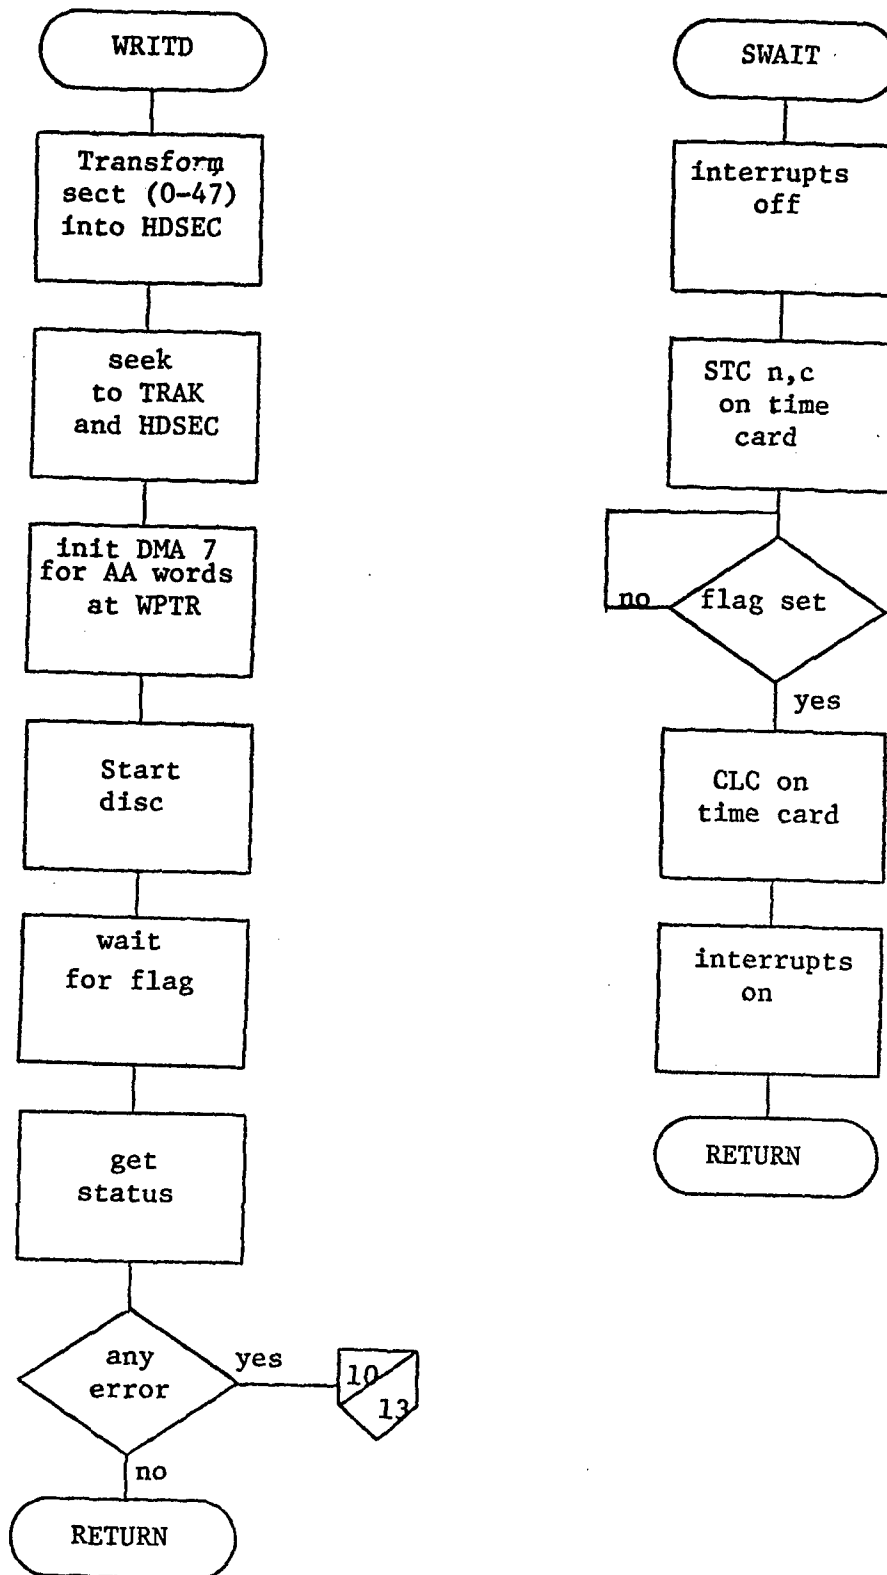 WRITD
Transform
sect (0-47)
into HDSEC
seek
to TRAK
and HDSEC
init DMA 7
for AA words
at WPTR
Start
disc
wait
for flag
get
status
any
error
yes
10
13
no
RETURN
SWAIT
interrupts
off
STC n,c
on time
card
no
flag set
yes
CLC on
time card
interrupts
on
RETURN